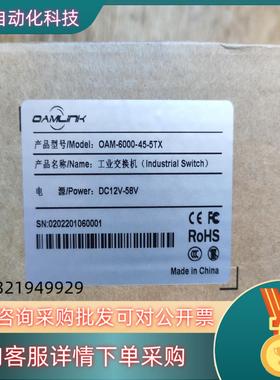 自动化科技
OAMLINK
产品型号/Model: OAM-6000-45-5TX
产品名称/Name: 工业交换机 (Industrial Switch)
电 源/Power: DC12V-58V
SN:0202201060001
CE FC
RoHS
Made in China
821949929
咨询采购批发可对公开票
客服详情下单采购